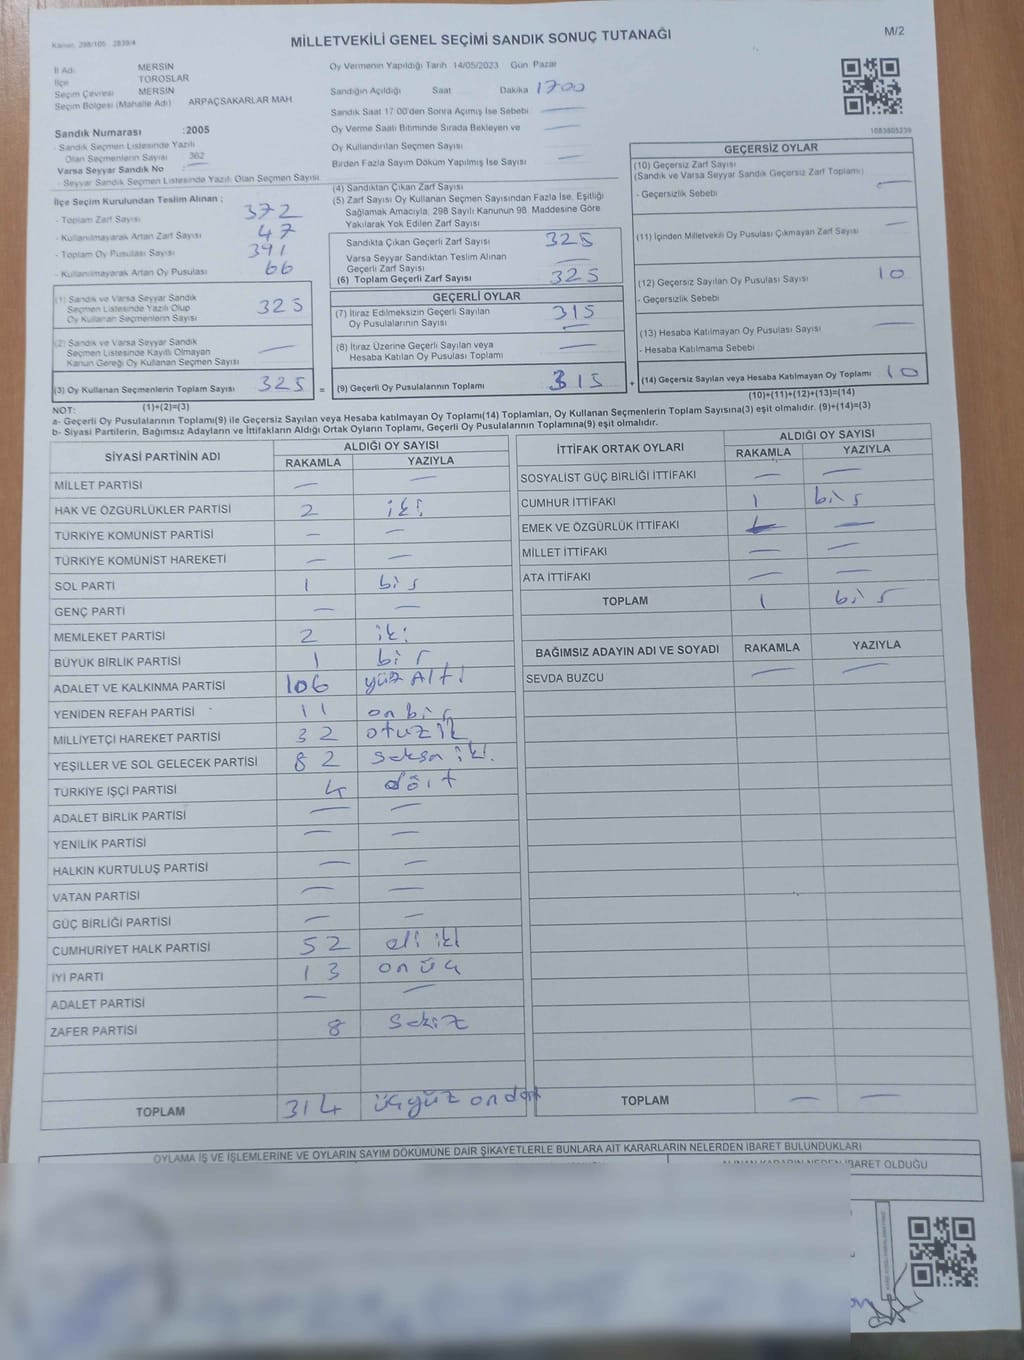 Kanun: 298/105 2839/4
MİLLETVEKİLİ GENEL SEÇİMİ SANDIK SONUÇ TUTANAĞI
M/2
İl Adı: MERSİN
İlçe TOROSLAR
Seçim Çevresi MERSİN
Seçim Bölgesi (Mahalle Adı) ARPAÇSAKARLAR MAH.
Oy Vermenin Yapıldığı Tarih 14/05/2023 Gün Pazar
Sandığın Açıldığı Saat Dakika 1700
Sandık Saat 17:00'den Sonra Açımış İse Sebebi —
Oy Verme Saati Bitiminde Sırada Bekleyen ve —
Oy Kullandırılan Seçmen Sayısı
Birden Fazla Sayım Döküm Yapılmış İse Sayısı —
Sandık Numarası :2005
- Sandık Seçmen Listesinde Yazılı
Olan Seçmenlerin Sayısı 362
Varsa Seyyar Sandık No —
- Seyyar Sandık Seçmen Listesinde Yazılı Olan Seçmen Sayısı
1083805239
İlçe Seçim Kurulundan Teslim Alınan ;
- Toplam Zarf Sayısı 372
- Kullanılmayarak Artan Zarf Sayısı 47
- Toplam Oy Pusulası Sayısı 391
- Kullanılmayarak Artan Oy Pusulası 66
(1) Sandık ve Varsa Seyyar Sandık
Seçmen Listesinde Yazılı Olup
Oy Kullanan Seçmenlerin Sayısı 325
(2) Sandık ve Varsa Seyyar Sandık
Seçmen Listesinde Kayıtlı Olmayan
Kanun Gereği Oy Kullanan Seçmen Sayısı —
(3) Oy Kullanan Seçmenlerin Toplam Sayısı 325 =
(1)+(2)=(3)
(4) Sandıktan Çıkan Zarf Sayısı
(5) Zarf Sayısı Oy Kullanan Seçmen Sayısından Fazla İse, Eşitliği
Sağlamak Amacıyla; 298 Sayılı Kanunun 98. Maddesine Göre
Yakılarak Yok Edilen Zarf Sayısı
Sandıkta Çıkan Geçerli Zarf Sayısı 325
Varsa Seyyar Sandıktan Teslim Alınan
Geçerli Zarf Sayısı —
(6) Toplam Geçerli Zarf Sayısı 325
GEÇERLİ OYLAR
(7) İtiraz Edilmeksizin Geçerli Sayılan
Oy Pusulalarının Sayısı 315
(8) İtiraz Üzerine Geçerli Sayılan veya
Hesaba Katılan Oy Pusulası Toplamı —
(9) Geçerli Oy Pusulalarının Toplamı 315 +
GEÇERSİZ OYLAR
(10) Geçersiz Zarf Sayısı
(Sandık ve Varsa Seyyar Sandık Geçersiz Zarf Toplamı) —
- Geçersizlik Sebebi
(11) İçinden Milletvekili Oy Pusulası Çıkmayan Zarf Sayısı —
(12) Geçersiz Sayılan Oy Pusulası Sayısı 10
- Geçersizlik Sebebi
(13) Hesaba Katılmayan Oy Pusulası Sayısı —
- Hesaba Katılmama Sebebi
(14) Geçersiz Sayılan veya Hesaba Katılmayan Oy Toplamı 10
(10)+(11)+(12)+(13)=(14)
NOT:
a- Geçerli Oy Pusulalarının Toplamı(9) ile Geçersiz Sayılan veya Hesaba katılmayan Oy Toplamı(14) Toplamları, Oy Kullanan Seçmenlerin Toplam Sayısına(3) eşit olmalıdır. (9)+(14)=(3)
b- Siyasi Partilerin, Bağımsız Adayların ve İttifakların Aldığı Ortak Oyların Toplamı, Geçerli Oy Pusulalarının Toplamına(9) eşit olmalıdır.
SİYASİ PARTİNİN ADI ALDIĞI OY SAYISI
RAKAMLA YAZIYLA
MİLLET PARTİSİ — —
HAK VE ÖZGÜRLÜKLER PARTİSİ 2 iki
TÜRKİYE KOMÜNİST PARTİSİ — —
TÜRKİYE KOMÜNİST HAREKETİ — —
SOL PARTİ 1 bir
GENÇ PARTİ — —
MEMLEKET PARTİSİ 2 iki
BÜYÜK BİRLİK PARTİSİ 1 bir
ADALET VE KALKINMA PARTİSİ 106 yüz Altı
YENİDEN REFAH PARTİSİ 11 on bir
MİLLİYETÇİ HAREKET PARTİSİ 32 otuz ik
YEŞİLLER VE SOL GELECEK PARTİSİ 82 seksn iki
TÜRKİYE İŞÇİ PARTİSİ 4 dört
ADALET BİRLİK PARTİSİ — —
YENİLİK PARTİSİ — —
HALKIN KURTULUŞ PARTİSİ — —
VATAN PARTİSİ — —
GÜÇ BİRLİĞİ PARTİSİ — —
CUMHURİYET HALK PARTİSİ 52 elli iki
İYİ PARTİ 13 on üç
ADALET PARTİSİ — —
ZAFER PARTİSİ 8 sekiz
TOPLAM 314 üçyüz ondört
İTTİFAK ORTAK OYLARI ALDIĞI OY SAYISI
RAKAMLA YAZIYLA
SOSYALİST GÜÇ BİRLİĞİ İTTİFAKI — —
CUMHUR İTTİFAKI 1 bir
EMEK VE ÖZGÜRLÜK İTTİFAKI — —
MİLLET İTTİFAKI — —
ATA İTTİFAKI — —
TOPLAM 1 bir
BAĞIMSIZ ADAYIN ADI VE SOYADI RAKAMLA YAZIYLA
SEVDA BUZCU — —
TOPLAM — —
OYLAMA İŞ VE İŞLEMLERİNE VE OYLARIN SAYIM DÖKÜMÜNE DAİR ŞİKAYETLERLE BUNLARA AİT KARARLARIN NELERDEN İBARET BULUNDUKLARI
ALINAN KARARIN NEDEN İBARET OLDUĞU